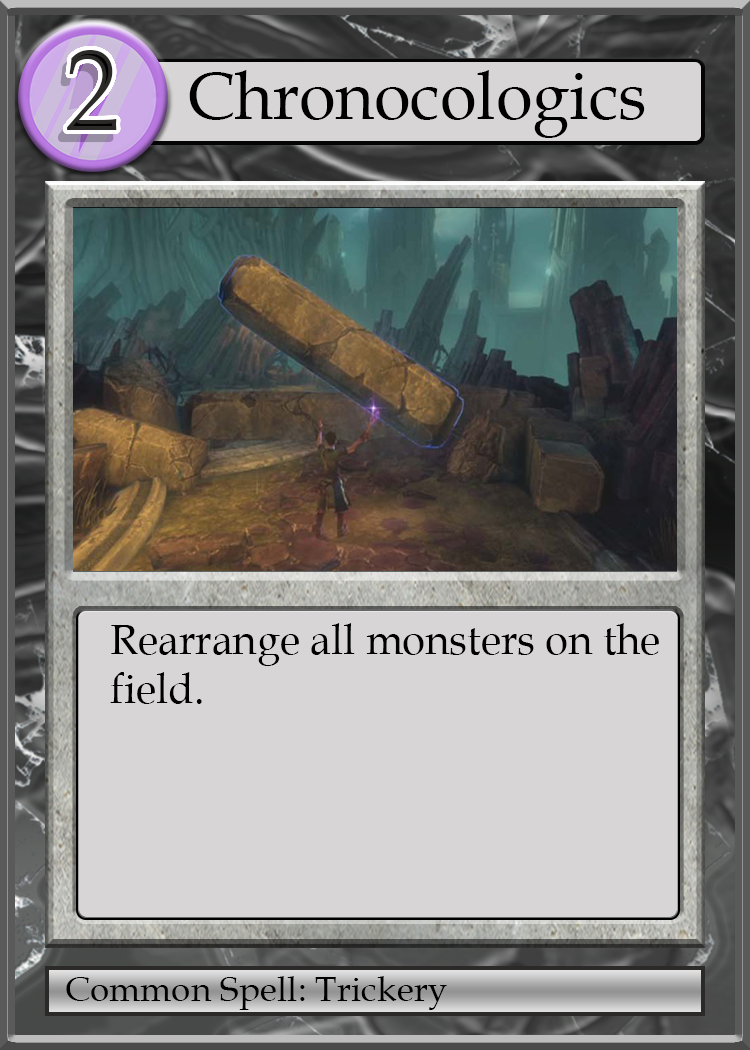 2
Chronocologics
Rearrange all monsters on the
field.
Common Spell: Trickery